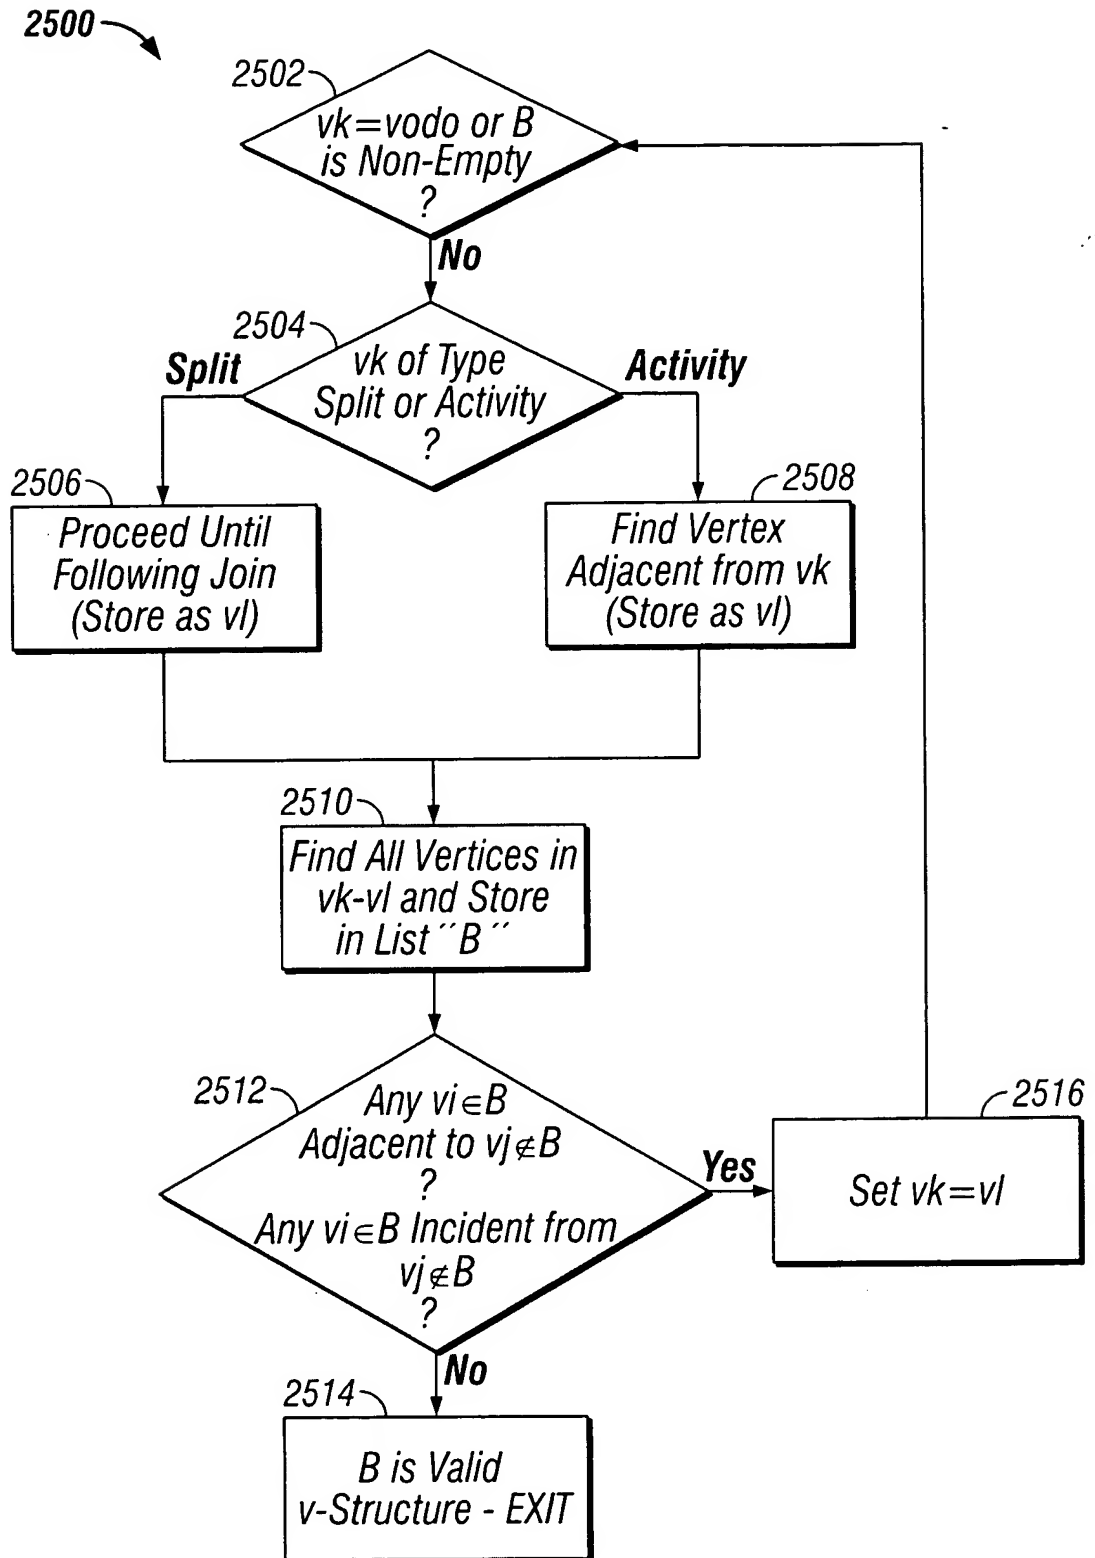 2500
2502
vk=vodo or B
is Non-Empty
?
No
2504
vk of Type
Split or Activity
?
Split
Activity
2506
Proceed Until
Following Join
(Store as vl)
2508
Find Vertex
Adjacent from vk
(Store as vl)
2510
Find All Vertices in
vk-vl and Store
in List ˝B˝
2512
Any vi∈B
Adjacent to vj∉B
?
Any vi∈B Incident from
vj∉B
?
Yes
2516
Set vk=vl
No
2514
B is Valid
v-Structure - EXIT